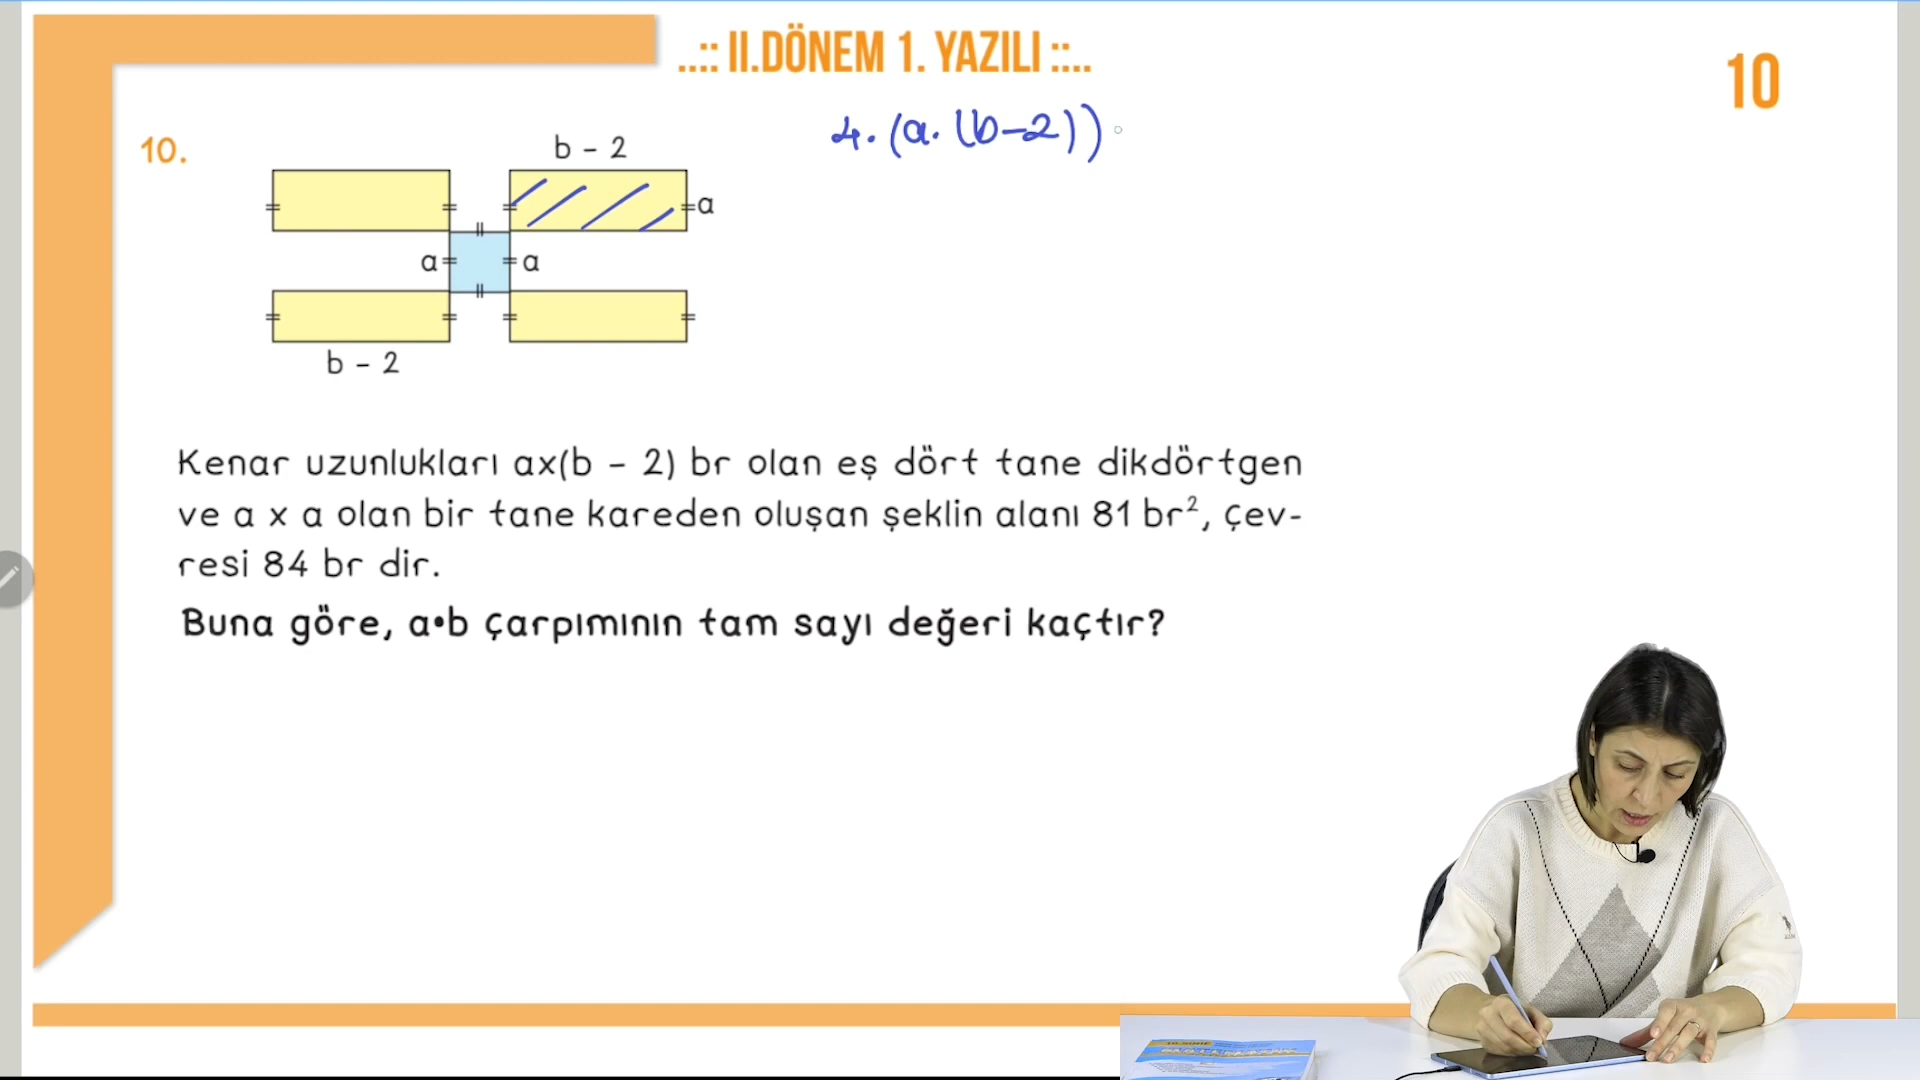 ..:: II.DÖNEM 1. YAZILI ::..
10
4.(a.(b-2))
10.
b - 2
a
a
a
b - 2
Kenar uzunlukları ax(b - 2) br olan eş dört tane dikdörtgen
ve a x a olan bir tane kareden oluşan şeklin alanı 81 br², çev-
resi 84 br dir.
Buna göre, a•b çarpımının tam sayı değeri kaçtır?